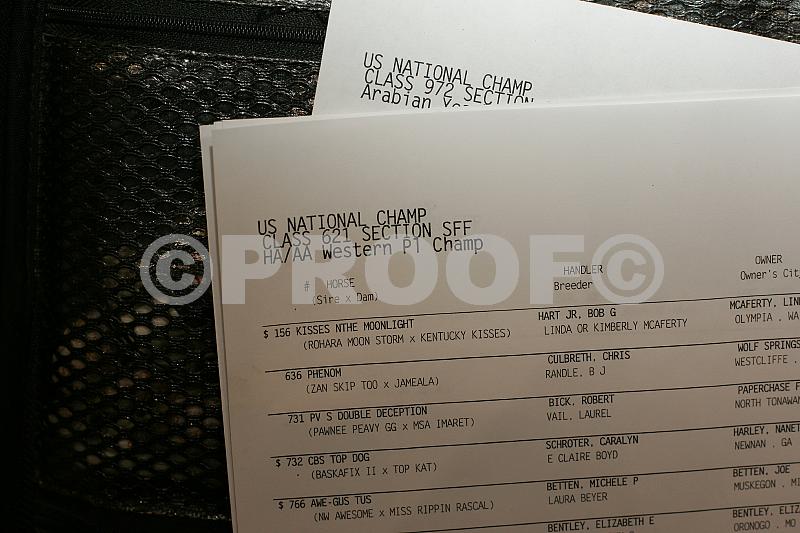 US NATIONAL CHAMP
CLASS 972 SECTION
Arabian
US NATIONAL CHAMP
CLASS 621 SECTION SFF
HA/AA Western Pl Champ
©PROOF©
# HORSE HANDLER OWNER
(Sire x Dam) Breeder Owner's City
$ 156 KISSES NTHE MOONLIGHT HART JR, BOB G MCAFERTY, LIN
(ROHARA MOON STORM x KENTUCKY KISSES) LINDA OR KIMBERLY MCAFERTY OLYMPIA . WA
636 PHENOM CULBRETH, CHRIS WOLF SPRINGS
(ZAN SKIP TOO x JAMEALA) RANDLE, B J WESTCLIFFE .
731 PV S DOUBLE DECEPTION BICK, ROBERT PAPERCHASE F
(PAWNEE PEAVY GG x MSA IMARET) VAIL, LAUREL NORTH TONAWAN
$ 732 CBS TOP DOG SCHROTER, CARALYN HARLEY, NANET
(BASKAFIX II x TOP KAT) E CLAIRE BOYD NEWNAN . GA
$ 766 AWE-GUS TUS BETTEN, MICHELE P BETTEN, JOE
(NW AWESOME x MISS RIPPIN RASCAL) LAURA BEYER MUSKEGON . MI
BENTLEY, ELIZABETH E BENTLEY, ELIZ
ORONOGO . MO